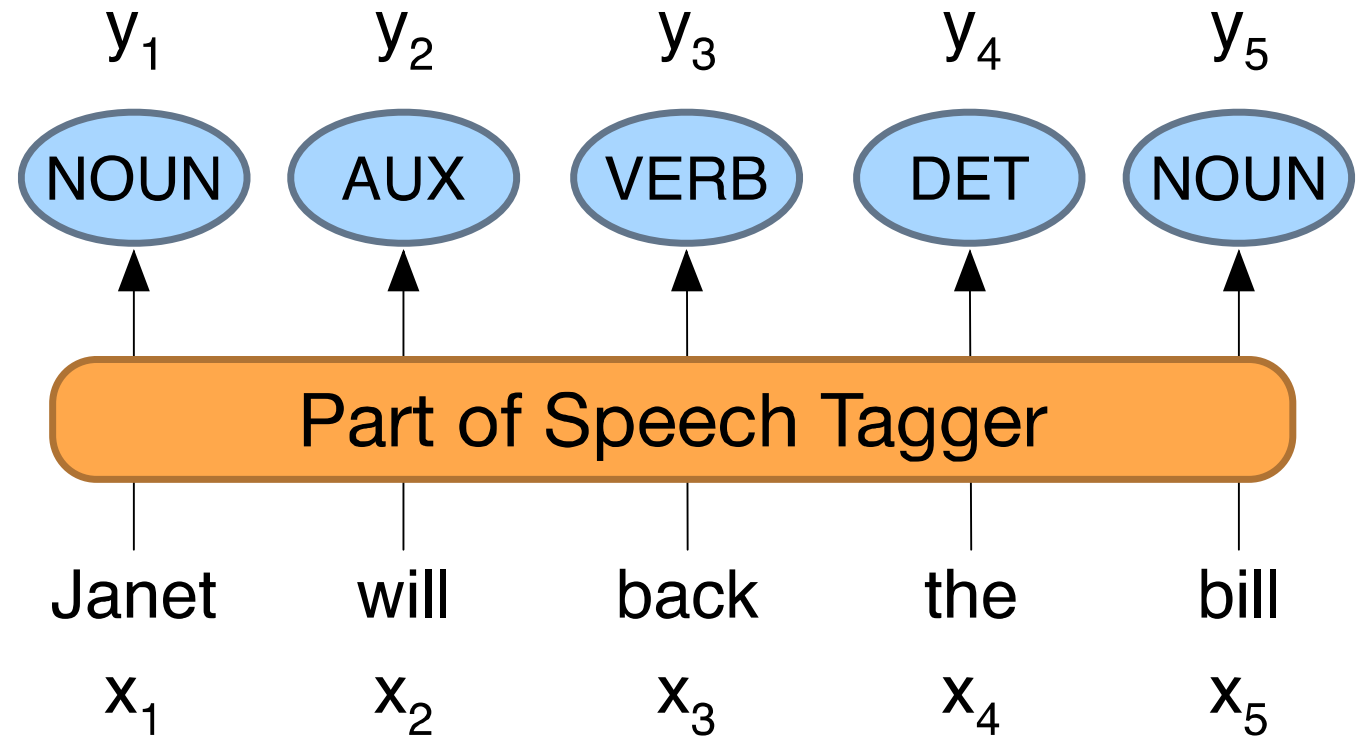 y₁ y₂ y₃ y₄ y₅
NOUN AUX VERB DET NOUN
Part of Speech Tagger
Janet will back the bill
x₁ x₂ x₃ x₄ x₅